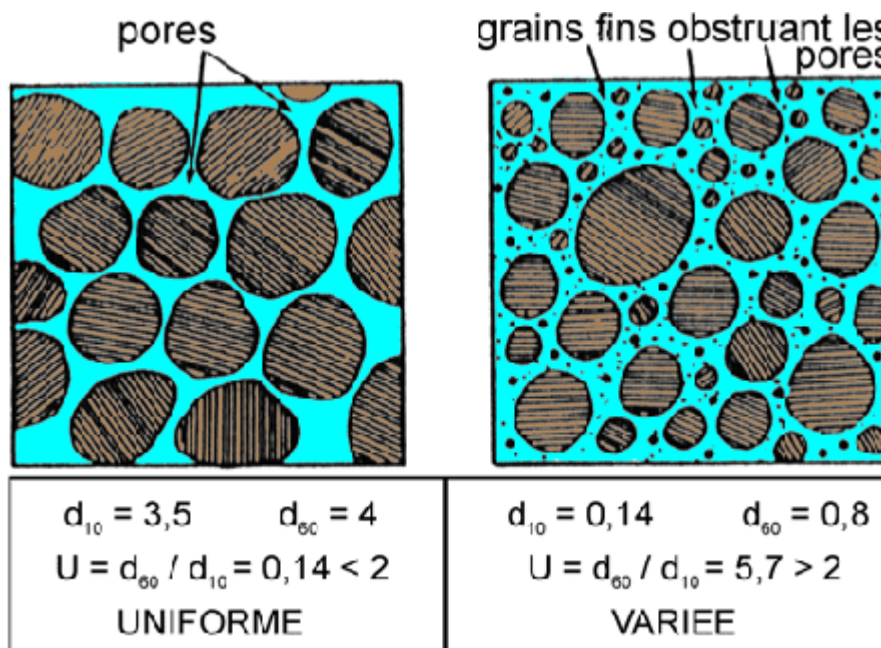 pores
grains fins obstruant les
pores
d₁₀ = 3,5 d₆₀ = 4
U = d₆₀ / d₁₀ = 0,14 < 2
UNIFORME
d₁₀ = 0,14 d₆₀ = 0,8
U = d₆₀ / d₁₀ = 5,7 > 2
VARIEE